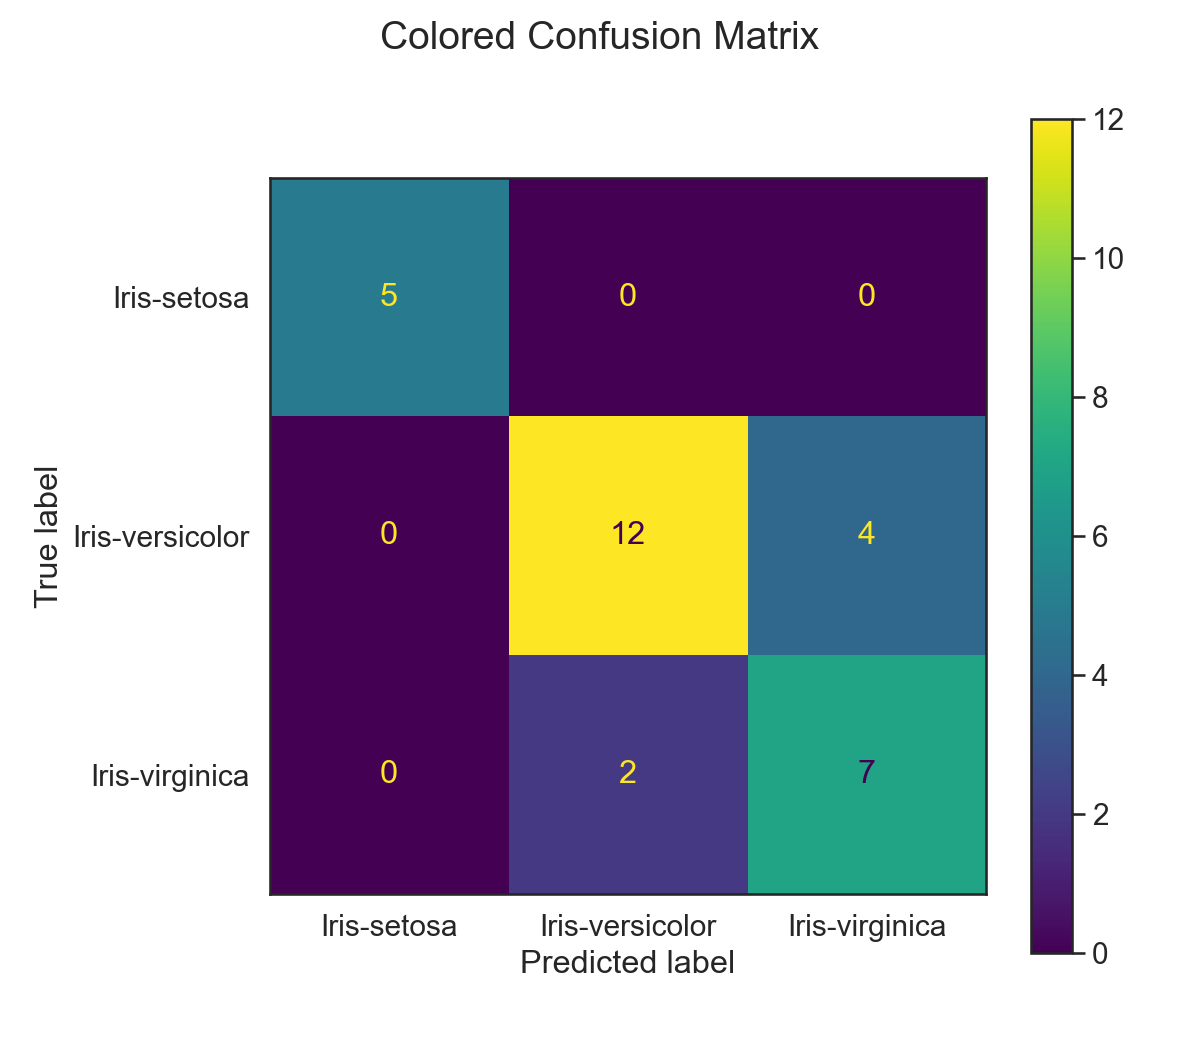 Colored Confusion Matrix
12
10
8
6
4
2
0
True label
Iris-setosa
5 0 0
Iris-versicolor
0 12 4
Iris-virginica
0 2 7
Iris-setosa Iris-versicolor Iris-virginica
Predicted label